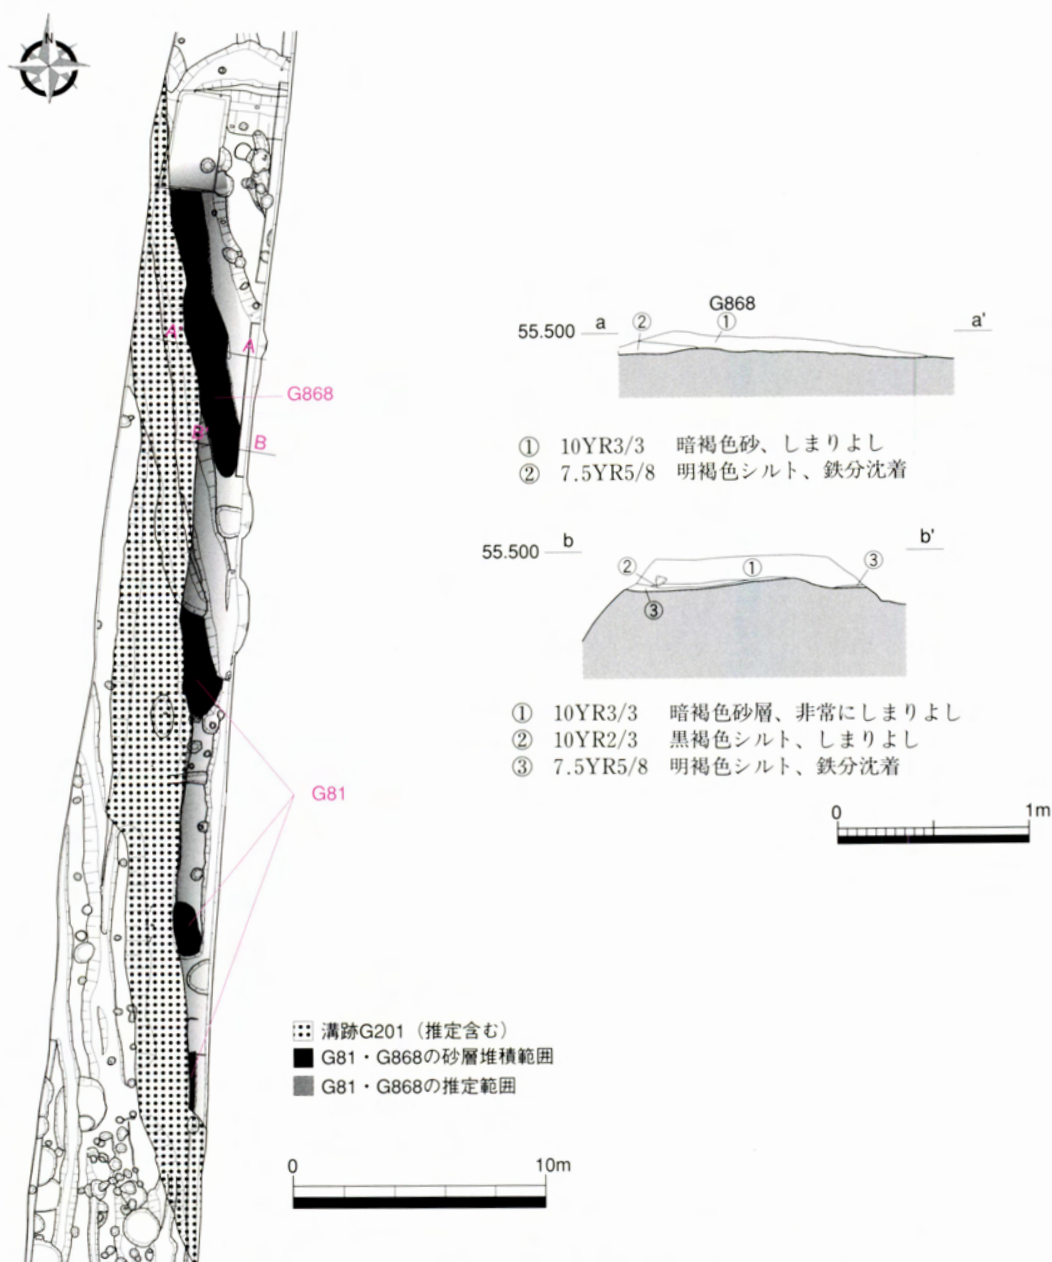 N
G868
55.500 a ② ① a'
① 10YR3/3 暗褐色砂、しまりよし
② 7.5YR5/8 明褐色シルト、鉄分沈着
A' A
G868
B' B
55.500 b b'
② ① ③
③
① 10YR3/3 暗褐色砂層、非常にしまりよし
② 10YR2/3 黒褐色シルト、しまりよし
③ 7.5YR5/8 明褐色シルト、鉄分沈着
G81
0 1m
溝跡G201（推定含む）
G81・G868の砂層堆積範囲
G81・G868の推定範囲
0 10m